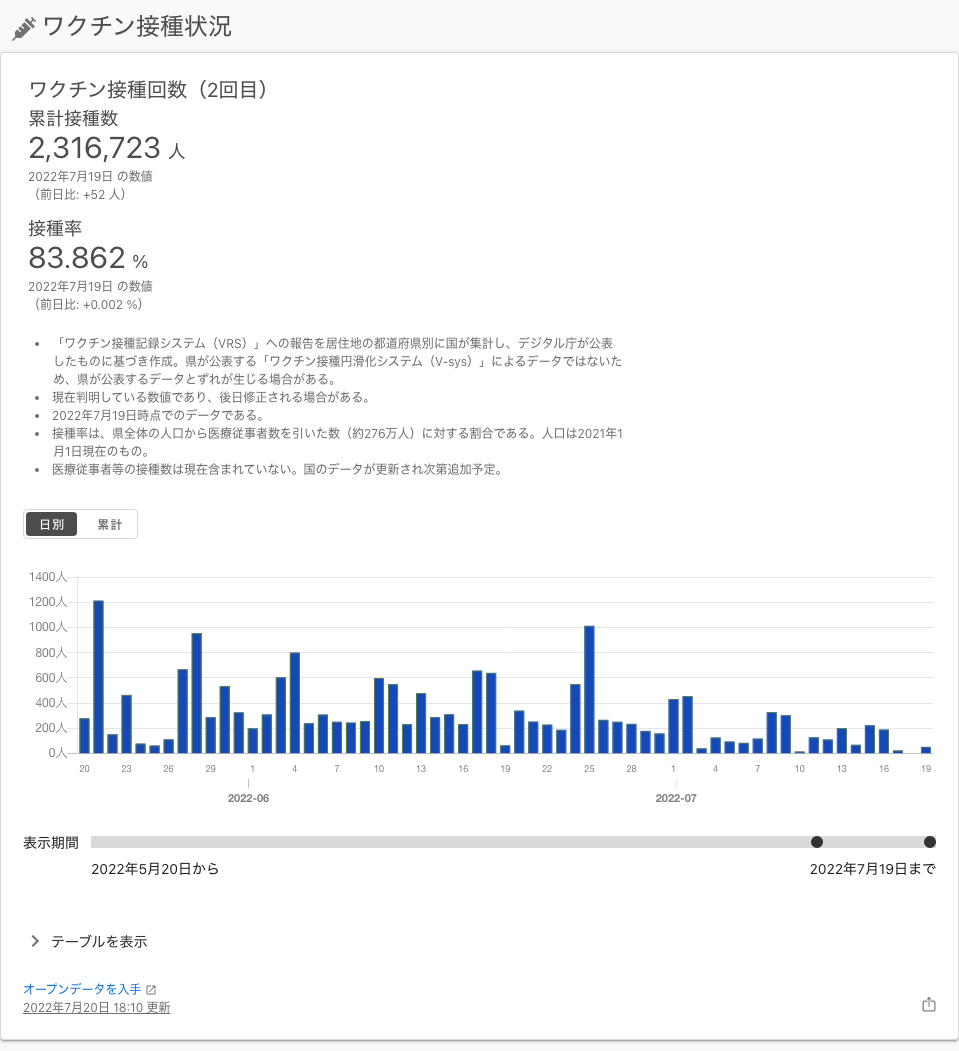 ワクチン接種状況
ワクチン接種回数（2回目）
累計接種数
2,316,723 人
2022年7月19日 の数値
（前日比: +52 人）
接種率
83.862 %
2022年7月19日 の数値
（前日比: +0.002 %）
• 「ワクチン接種記録システム（VRS）」への報告を居住地の都道府県別に国が集計し、デジタル庁が公表
したものに基づき作成。県が公表する「ワクチン接種円滑化システム（V-sys）」によるデータではないた
め、県が公表するデータとずれが生じる場合がある。
• 現在判明している数値であり、後日修正される場合がある。
• 2022年7月19日時点でのデータである。
• 接種率は、県全体の人口から医療従事者数を引いた数（約276万人）に対する割合である。人口は2021年1
月1日現在のもの。
• 医療従事者等の接種数は現在含まれていない。国のデータが更新され次第追加予定。
日別 累計
1400人
1200人
1000人
800人
600人
400人
200人
0人
20 23 26 29 1 4 7 10 13 16 19 22 25 28 1 4 7 10 13 16 19
2022-06 2022-07
表示期間
2022年5月20日から 2022年7月19日まで
テーブルを表示
オープンデータを入手
2022年7月20日 18:10 更新